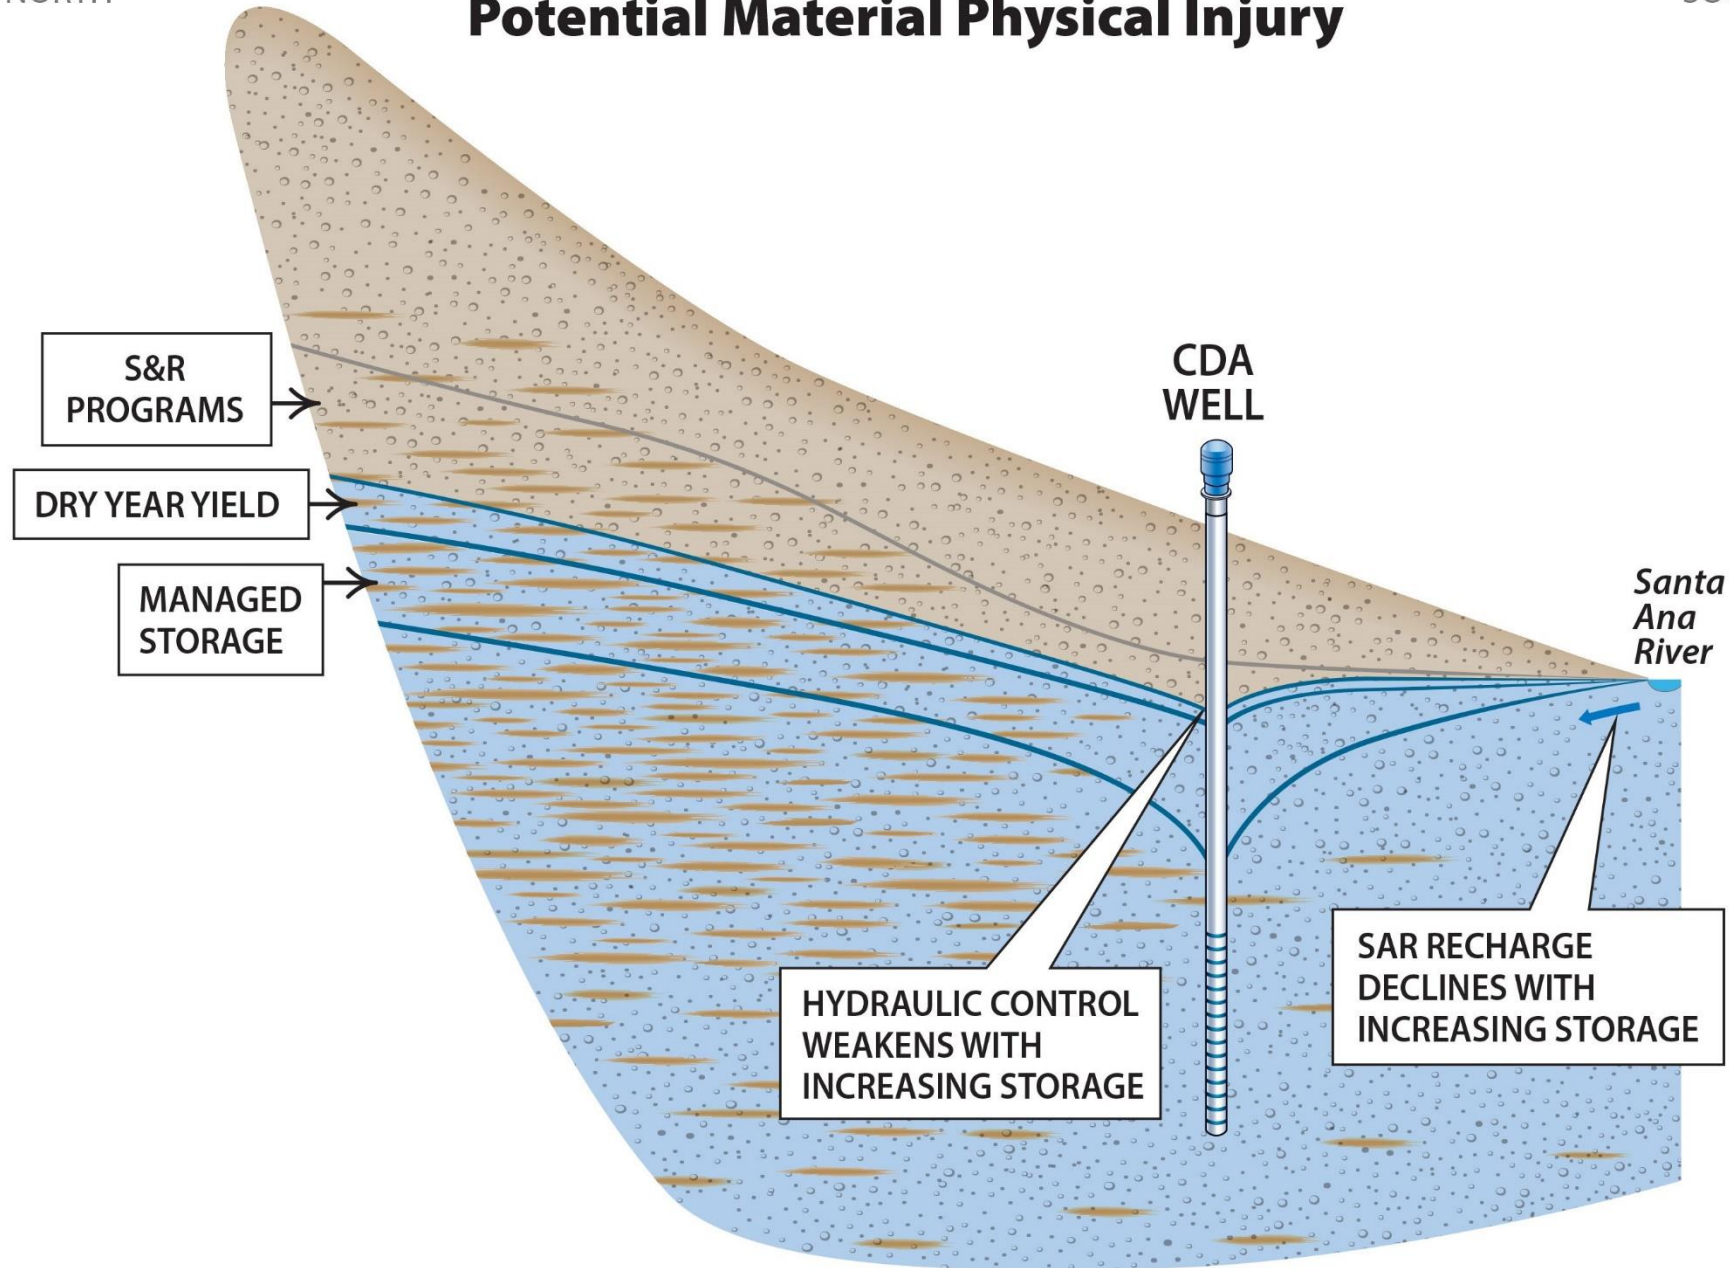 NORTH
Potential Material Physical Injury
S&R
PROGRAMS
DRY YEAR YIELD
MANAGED
STORAGE
CDA
WELL
Santa
Ana
River
HYDRAULIC CONTROL
WEAKENS WITH
INCREASING STORAGE
SAR RECHARGE
DECLINES WITH
INCREASING STORAGE